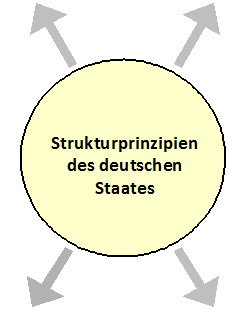 Strukturprinzipien
des deutschen
Staates